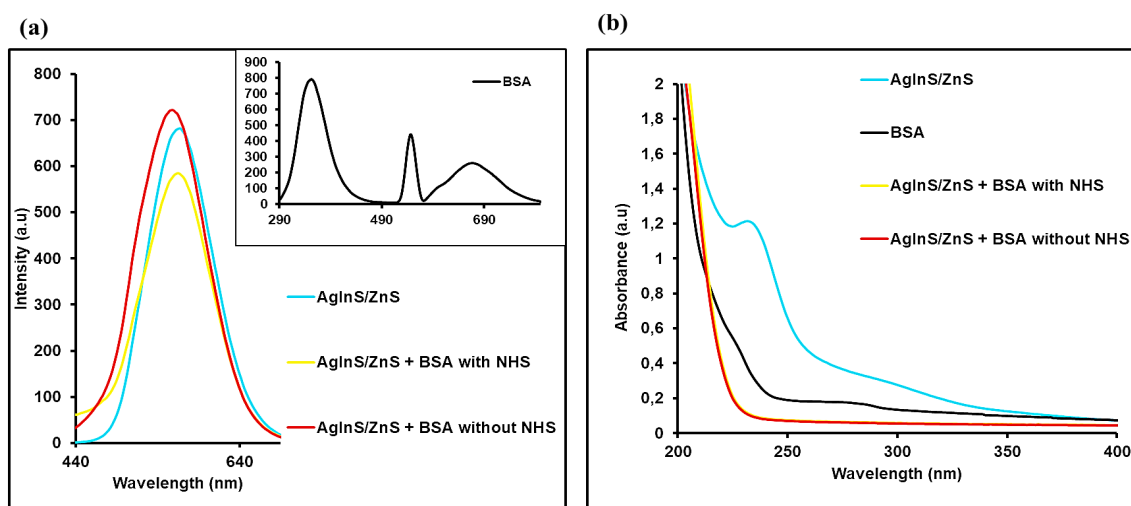 (a)
800
700
600
500
400
300
200
100
0
440
640
Intensity (a.u)
Wavelength (nm)
900
800
700
600
500
400
300
200
100
0
290
490
690
BSA
AgInS/ZnS
AgInS/ZnS + BSA with NHS
AgInS/ZnS + BSA without NHS
(b)
2
1,8
1,6
1,4
1,2
1
0,8
0,6
0,4
0,2
0
200
250
300
350
400
Absorbance (a.u)
Wavelength (nm)
AgInS/ZnS
BSA
AgInS/ZnS + BSA with NHS
AgInS/ZnS + BSA without NHS